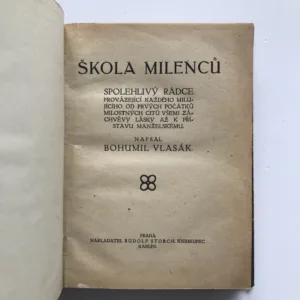 ŠKOLA MILENCŮ
SPOLEHLIVÝ RÁDCE
PROVÁZEJÍCÍ KAŽDÉHO MILU-
JÍCÍHO OD PRVÝCH POČÁTKŮ
MILOSTNÝCH CITŮ VŠEMI ZÁ-
CHVĚVY LÁSKY AŽ K PŘÍ-
STAVU MANŽELSKÉMU.
NAPSAL
BOHUMIL VLASÁK.
PRAHA.
NAKLADATEL RUDOLF STORCH, KNIHKUPEC
KARLÍN.